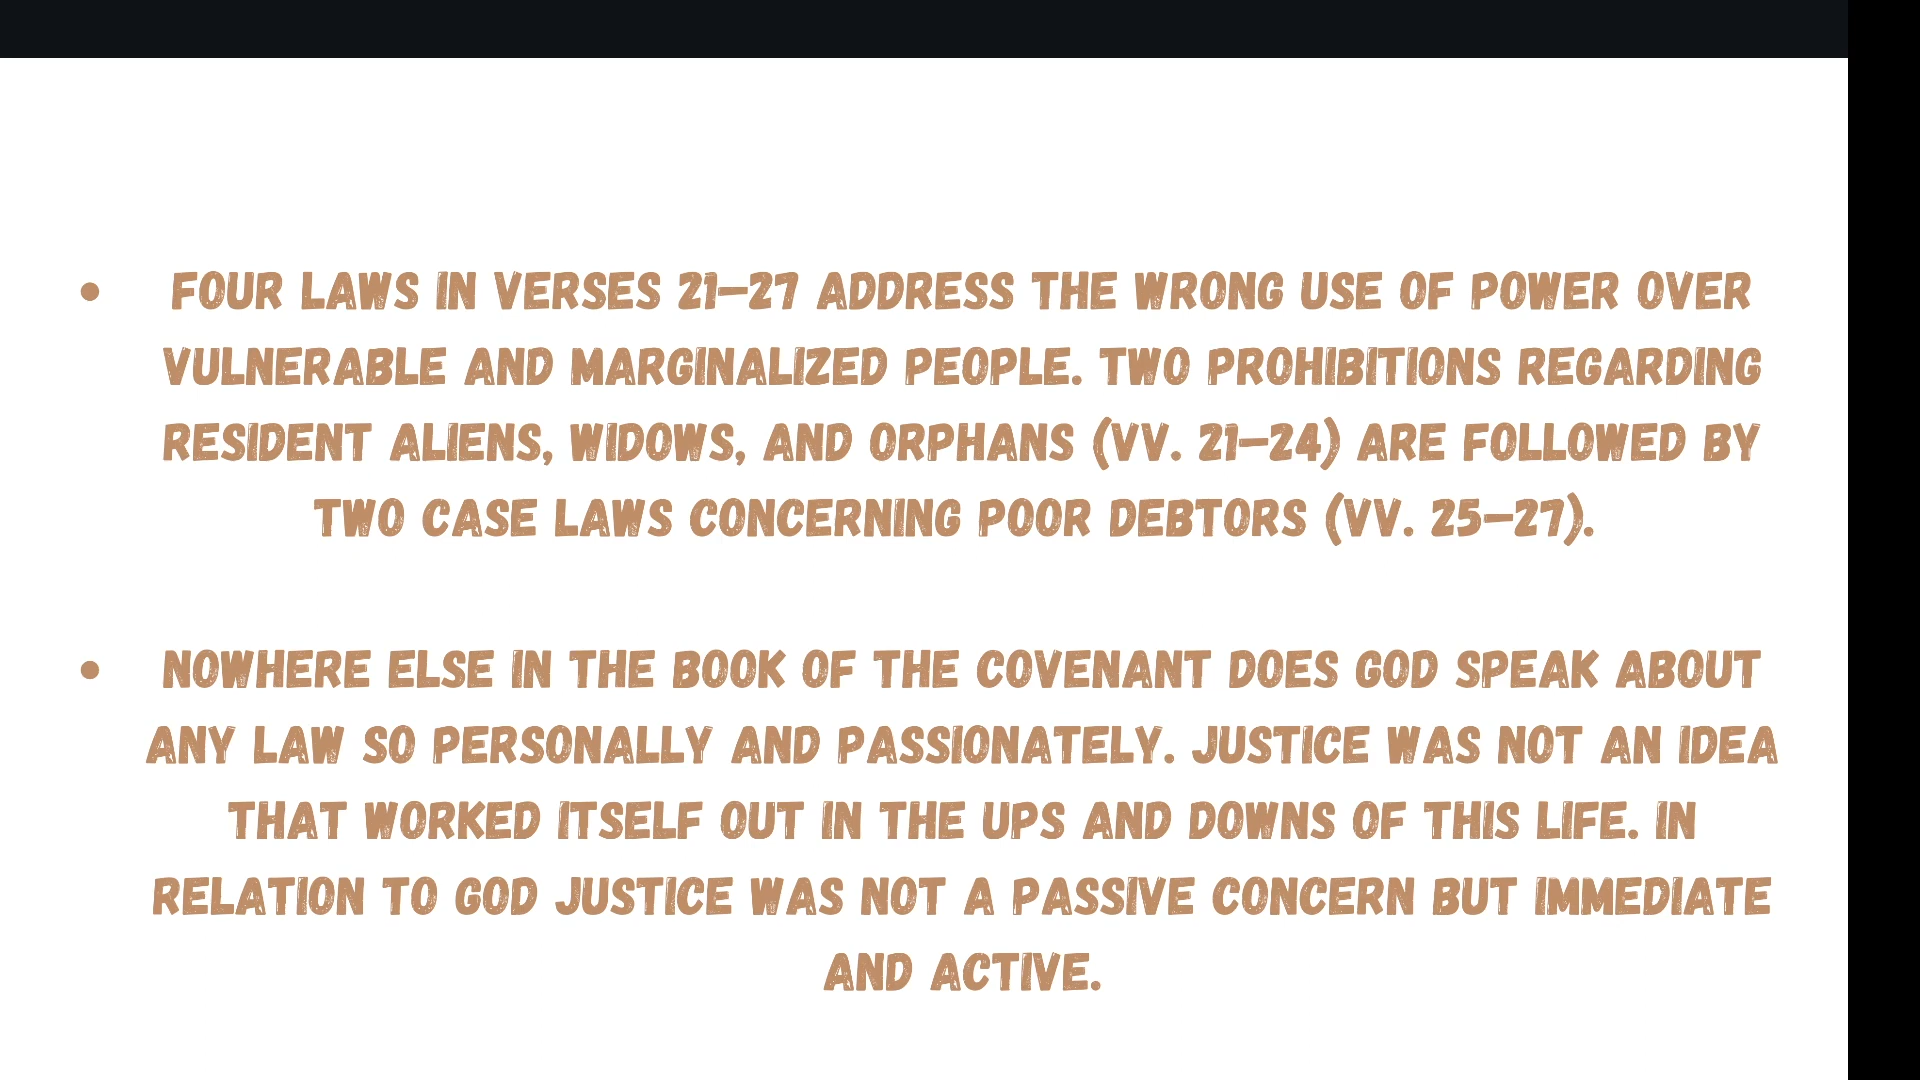 • FOUR LAWS IN VERSES 21–27 ADDRESS THE WRONG USE OF POWER OVER
VULNERABLE AND MARGINALIZED PEOPLE. TWO PROHIBITIONS REGARDING
RESIDENT ALIENS, WIDOWS, AND ORPHANS (VV. 21–24) ARE FOLLOWED BY
TWO CASE LAWS CONCERNING POOR DEBTORS (VV. 25–27).
• NOWHERE ELSE IN THE BOOK OF THE COVENANT DOES GOD SPEAK ABOUT
ANY LAW SO PERSONALLY AND PASSIONATELY. JUSTICE WAS NOT AN IDEA
THAT WORKED ITSELF OUT IN THE UPS AND DOWNS OF THIS LIFE. IN
RELATION TO GOD JUSTICE WAS NOT A PASSIVE CONCERN BUT IMMEDIATE
AND ACTIVE.